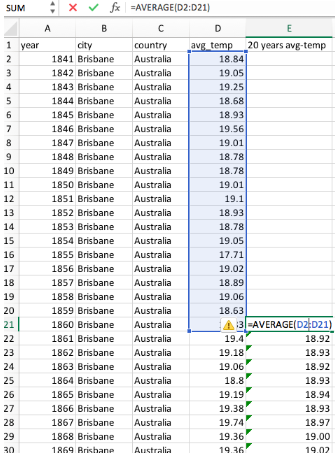 SUM =AVERAGE(D2:D21)
A B C D E
1 year city country avg_temp 20 years avg-temp
2 1841 Brisbane Australia 18.84
3 1842 Brisbane Australia 19.05
4 1843 Brisbane Australia 19.25
5 1844 Brisbane Australia 18.68
6 1845 Brisbane Australia 18.93
7 1846 Brisbane Australia 19.56
8 1847 Brisbane Australia 19.01
9 1848 Brisbane Australia 18.78
10 1849 Brisbane Australia 18.78
11 1850 Brisbane Australia 19.01
12 1851 Brisbane Australia 19.1
13 1852 Brisbane Australia 18.93
14 1853 Brisbane Australia 18.78
15 1854 Brisbane Australia 19.05
16 1855 Brisbane Australia 17.71
17 1856 Brisbane Australia 19.02
18 1857 Brisbane Australia 18.89
19 1858 Brisbane Australia 19.06
20 1859 Brisbane Australia 18.63
21 1860 Brisbane Australia =AVERAGE(D2:D21)
22 1861 Brisbane Australia 19.4 18.92
23 1862 Brisbane Australia 19.18 18.93
24 1863 Brisbane Australia 19.06 18.92
25 1864 Brisbane Australia 18.8 18.93
26 1865 Brisbane Australia 19.19 18.94
27 1866 Brisbane Australia 19.38 18.93
28 1867 Brisbane Australia 19.74 18.97
29 1868 Brisbane Australia 19.36 19.00
30 1869 Brisbane Australia 19.36 19.02